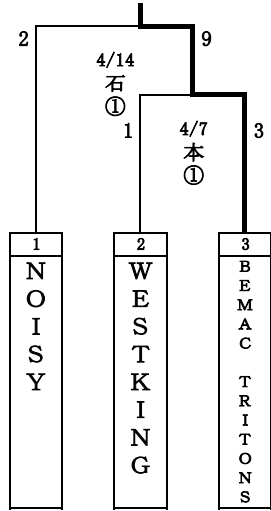 2 9
4/14
石
①
1 4/7 3
本
①
1 2 3
NOISY
WESTKING
BEMAC TRITONS